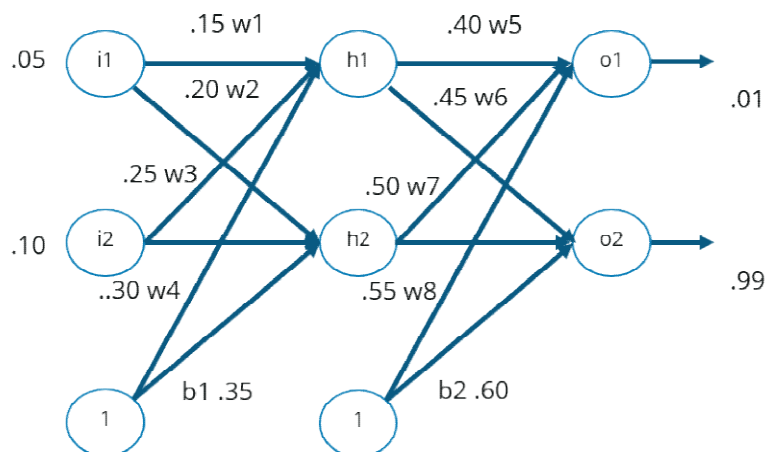 .15 w1
.40 w5
.05
i1
h1
o1
.20 w2
.45 w6
.01
.25 w3
.50 w7
.10
i2
h2
o2
..30 w4
.55 w8
.99
b1 .35
b2 .60
1
1